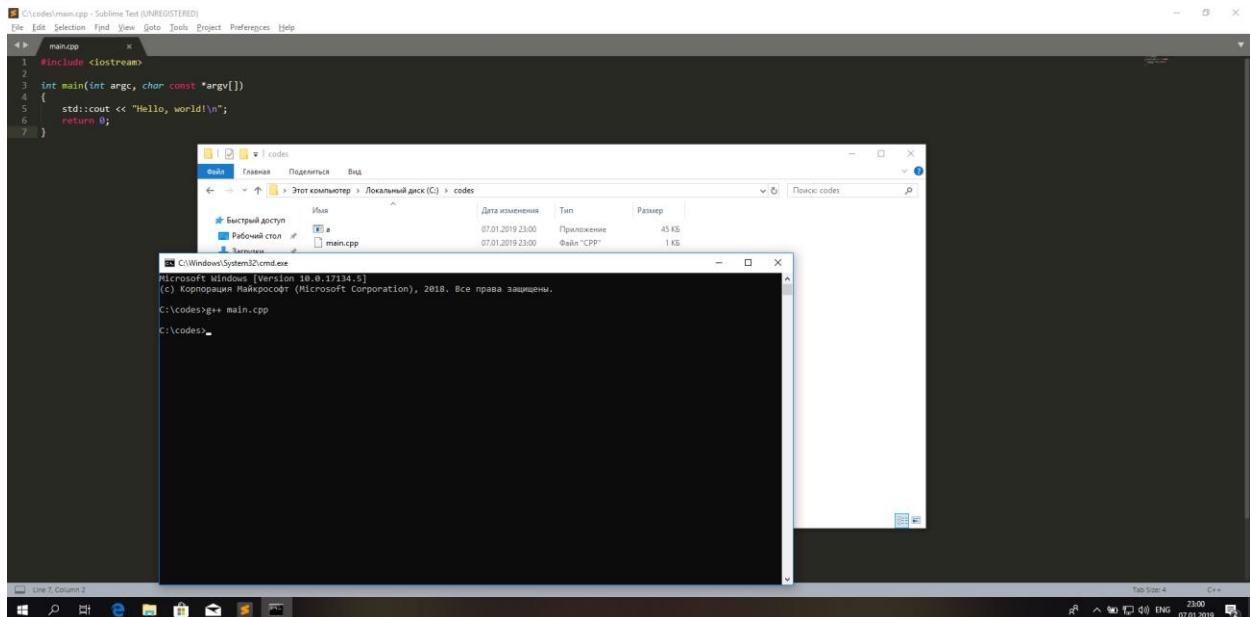 C:\codes\main.cpp - Sublime Text (UNREGISTERED)
File Edit Selection Find View Goto Tools Project Preferences Help
main.cpp
1 #include <iostream>
2
3 int main(int argc, char const *argv[])
4 {
5 std::cout << "Hello, world!\n";
6 return 0;
7 }
codes
Файл Главная Поделиться Вид
Этот компьютер > Локальный диск (C:) > codes
Поиск: codes
Имя Дата изменения Тип Размер
Быстрый доступ
a 07.01.2019 23:00 Приложение 45 КБ
Рабочий стол
main.cpp 07.01.2019 23:00 Файл "CPP" 1 КБ
Загрузки
C:\Windows\System32\cmd.exe
Microsoft Windows [Version 10.0.17134.5]
(c) Корпорация Майкрософт (Microsoft Corporation), 2018. Все права защищены.
C:\codes>g++ main.cpp
C:\codes>
Line 7, Column 2
Tab Size: 4 C++
ENG
23:00
07.01.2019